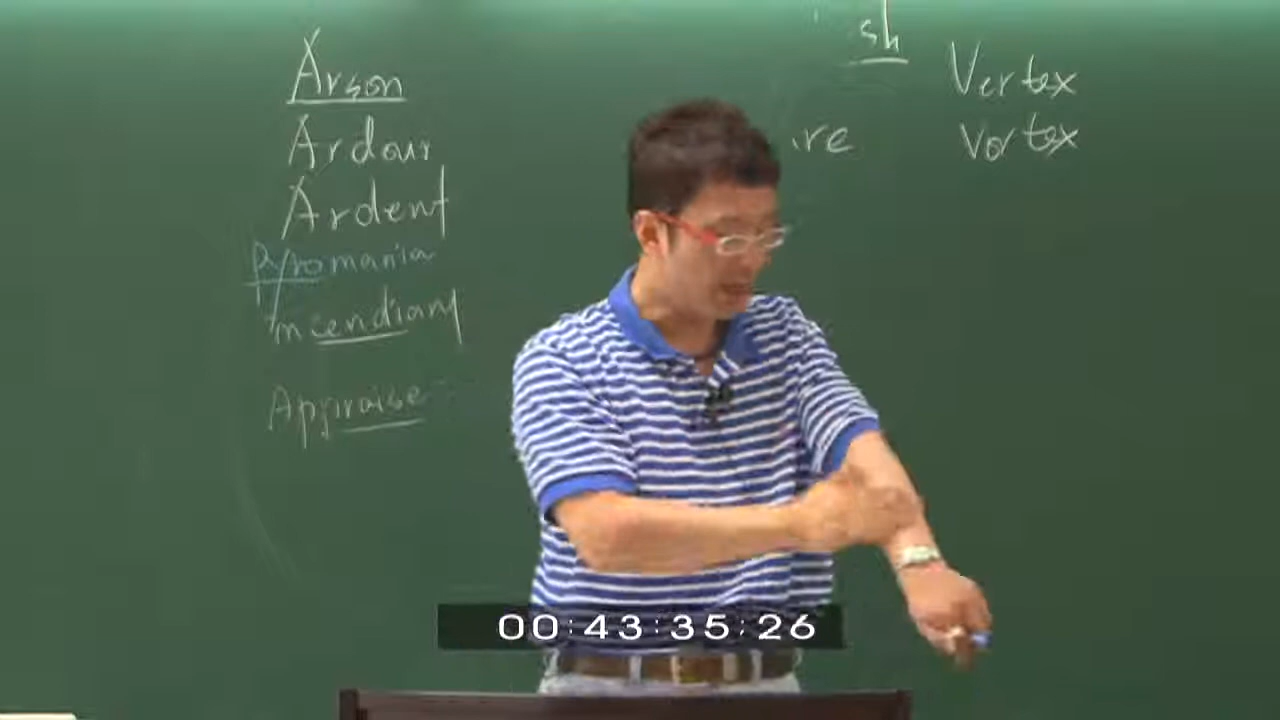 Arson
Ardour
Ardent
Pyromania
incendiary
Appraise
sh
re
Vertex
vortex
00:43:35:26